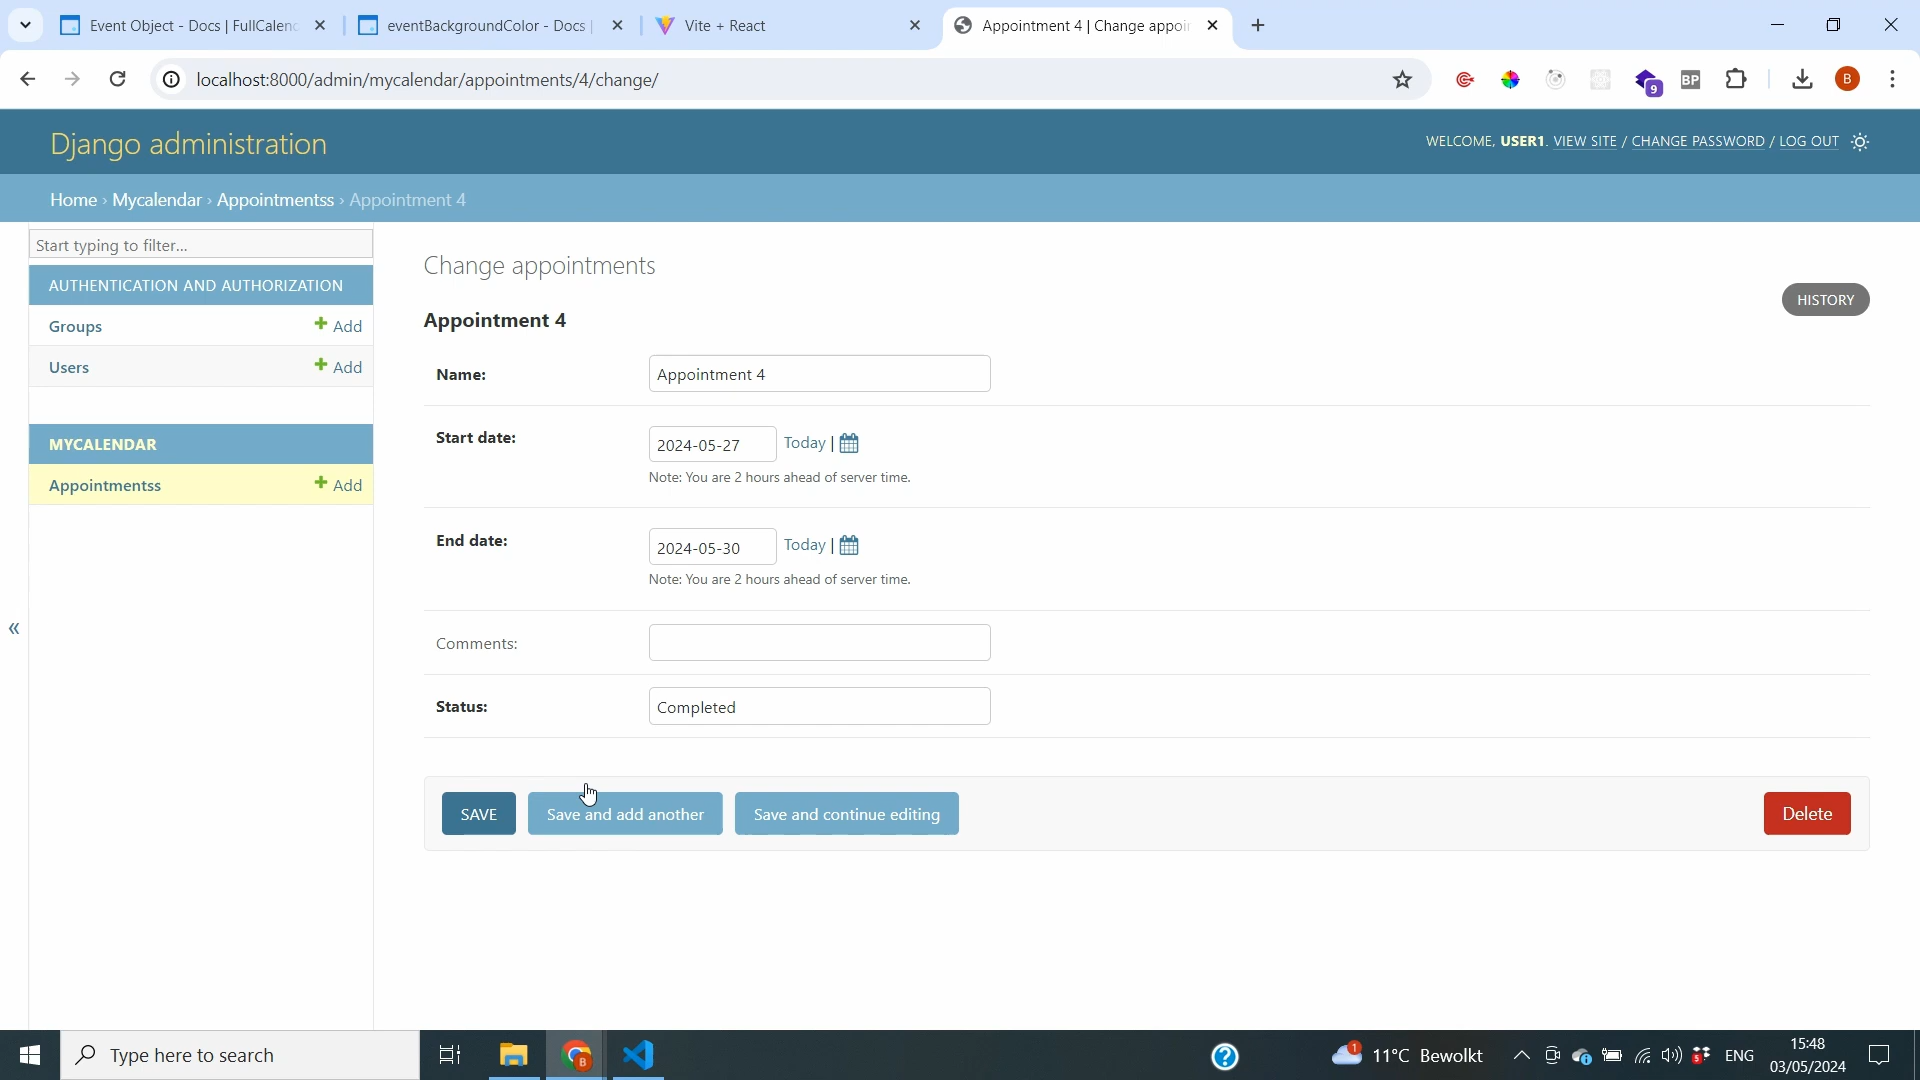 Event Object - Docs | FullCalen
eventBackgroundColor - Docs |
Vite + React
Appointment 4 | Change appoi
localhost:8000/admin/mycalendar/appointments/4/change/
9
BP
B
Django administration
WELCOME, USER1. VIEW SITE / CHANGE PASSWORD / LOG OUT
Home › Mycalendar › Appointmentss › Appointment 4
Start typing to filter...
AUTHENTICATION AND AUTHORIZATION
Groups + Add
Users + Add
MYCALENDAR
Appointmentss + Add
«
Change appointments
HISTORY
Appointment 4
Name: Appointment 4
Start date: 2024-05-27 Today |
Note: You are 2 hours ahead of server time.
End date: 2024-05-30 Today |
Note: You are 2 hours ahead of server time.
Comments:
Status: Completed
SAVE Save and add another Save and continue editing Delete
Type here to search
B
1
11°C Bewolkt
5
ENG
15:48
03/05/2024